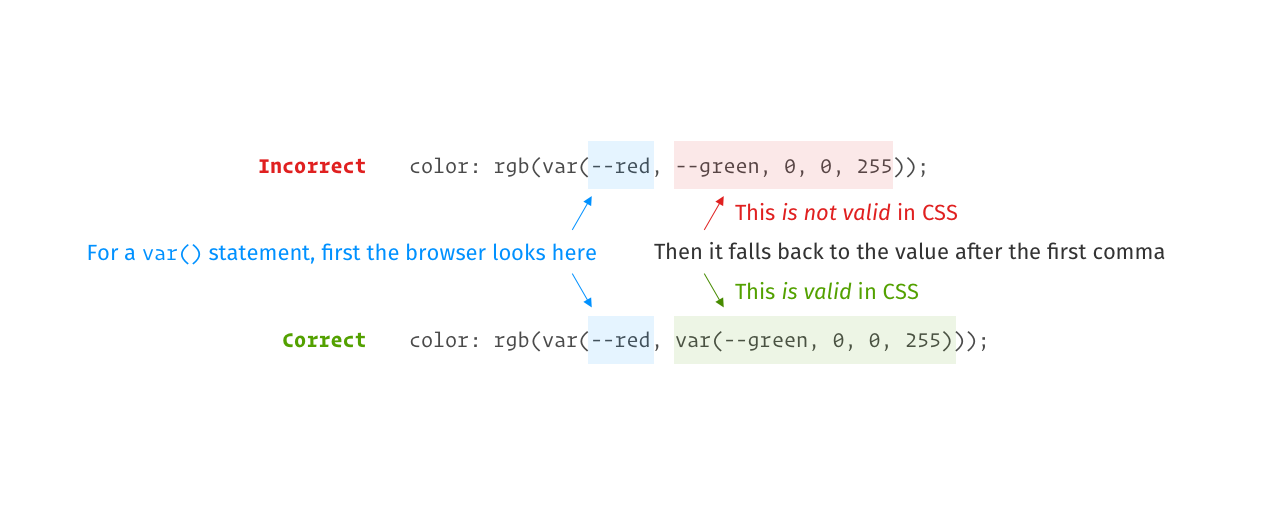 Incorrect color: rgb(var(--red, --green, 0, 0, 255));
This is not valid in CSS
For a var() statement, first the browser looks here
Then it falls back to the value after the first comma
This is valid in CSS
Correct color: rgb(var(--red, var(--green, 0, 0, 255)));